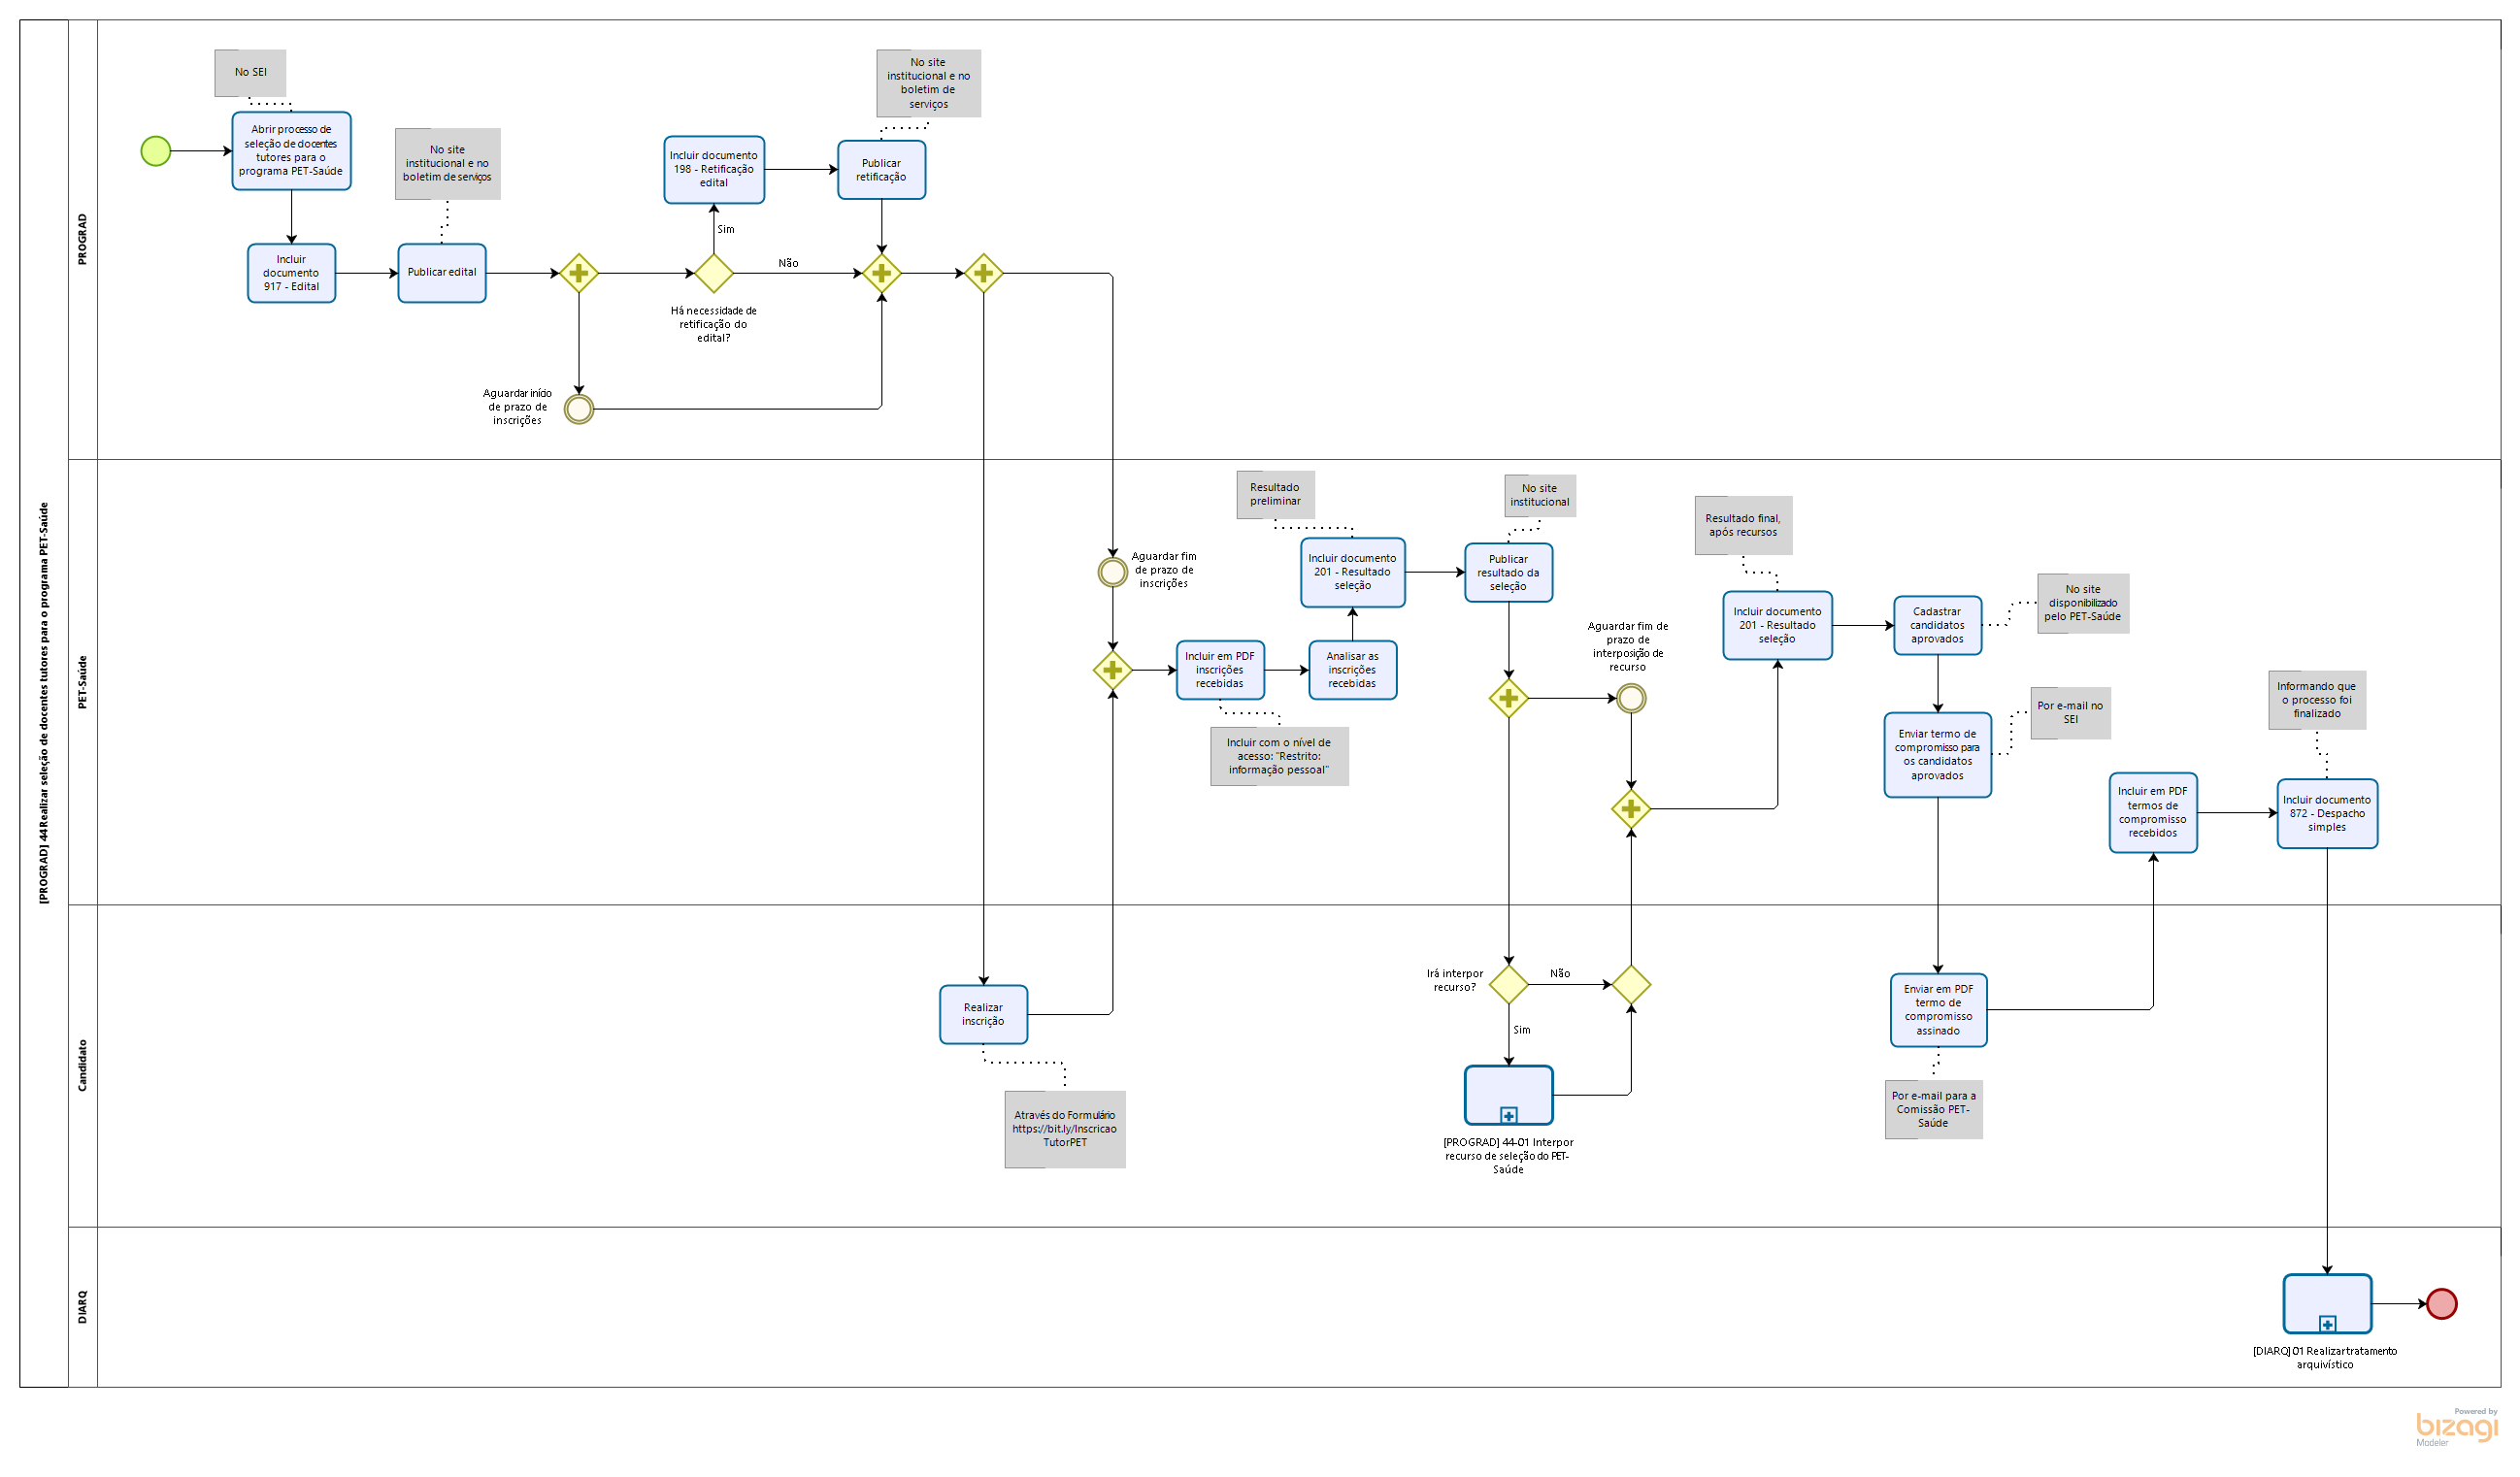 [PROGRAD] 44 Realizar seleção de docentes tutores para o programa PET-Saúde
PROGRAD
No SEI
Abrir processo de
seleção de docentes
tutores para o
programa PET-Saúde
Incluir
documento
917 - Edital
No site
institucional e no
boletim de serviços
Publicar edital
Aguardar início
de prazo de
inscrições
Há necessidade de
retificação do
edital?
Sim
Não
Incluir documento
198 - Retificação
edital
No site
institucional e no
boletim de
serviços
Publicar
retificação
PET-Saúde
Aguardar fim
de prazo de
inscrições
Incluir em PDF
inscrições
recebidas
Incluir com o nível de
acesso: "Restrito:
informação pessoal"
Analisar as
inscrições
recebidas
Resultado
preliminar
Incluir documento
201 - Resultado
seleção
No site
institucional
Publicar
resultado da
seleção
Aguardar fim de
prazo de
interposição de
recurso
Resultado final,
após recursos
Incluir documento
201 - Resultado
seleção
Cadastrar
candidatos
aprovados
No site
disponibilizado
pelo PET-Saúde
Enviar termo de
compromisso para
os candidatos
aprovados
Por e-mail no
SEI
Incluir em PDF
termos de
compromisso
recebidos
Informando que
o processo foi
finalizado
Incluir documento
872 - Despacho
simples
Candidato
Realizar
inscrição
Através do Formulário
https://bit.ly/Inscricao
TutorPET
Irá interpor
recurso?
Não
Sim
[PROGRAD] 44-01 Interpor
recurso de seleção do PET-
Saúde
Enviar em PDF
termo de
compromisso
assinado
Por e-mail para a
Comissão PET-
Saúde
DIARQ
[DIARQ] 01 Realizar tratamento
arquivístico
Powered by
bizagi
Modeler